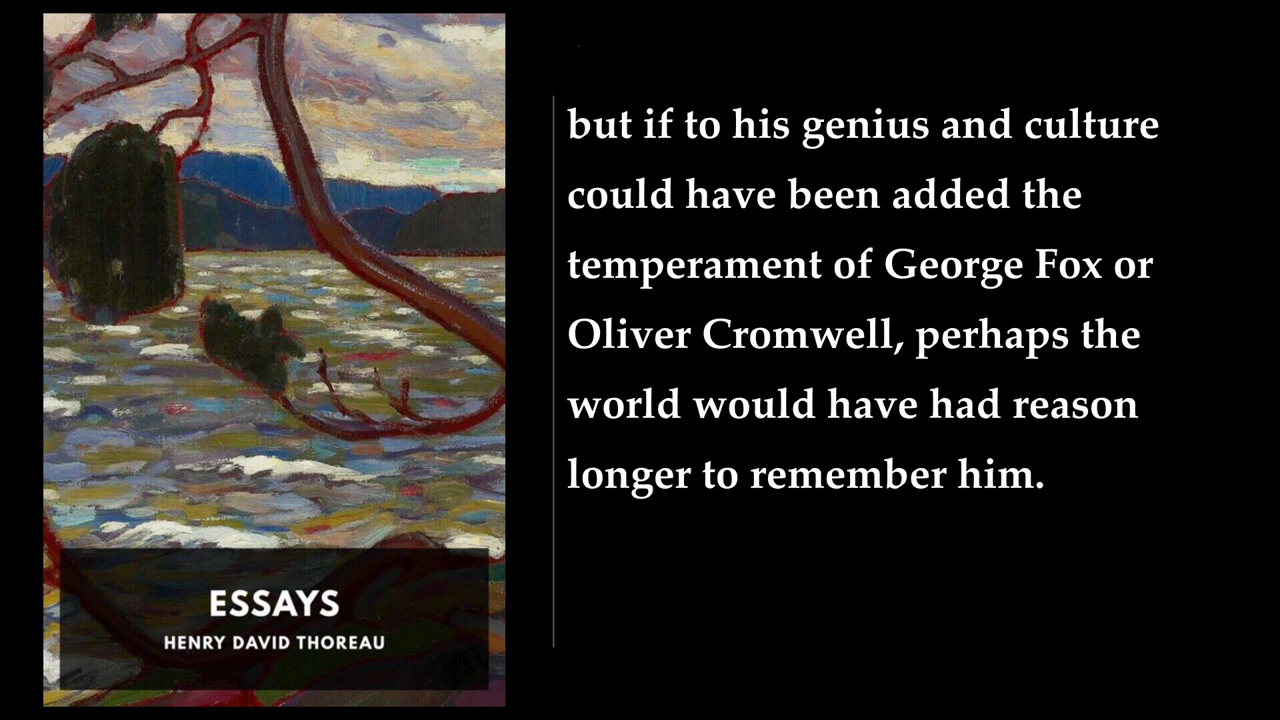 but if to his genius and culture
could have been added the
temperament of George Fox or
Oliver Cromwell, perhaps the
world would have had reason
longer to remember him.
ESSAYS
HENRY DAVID THOREAU